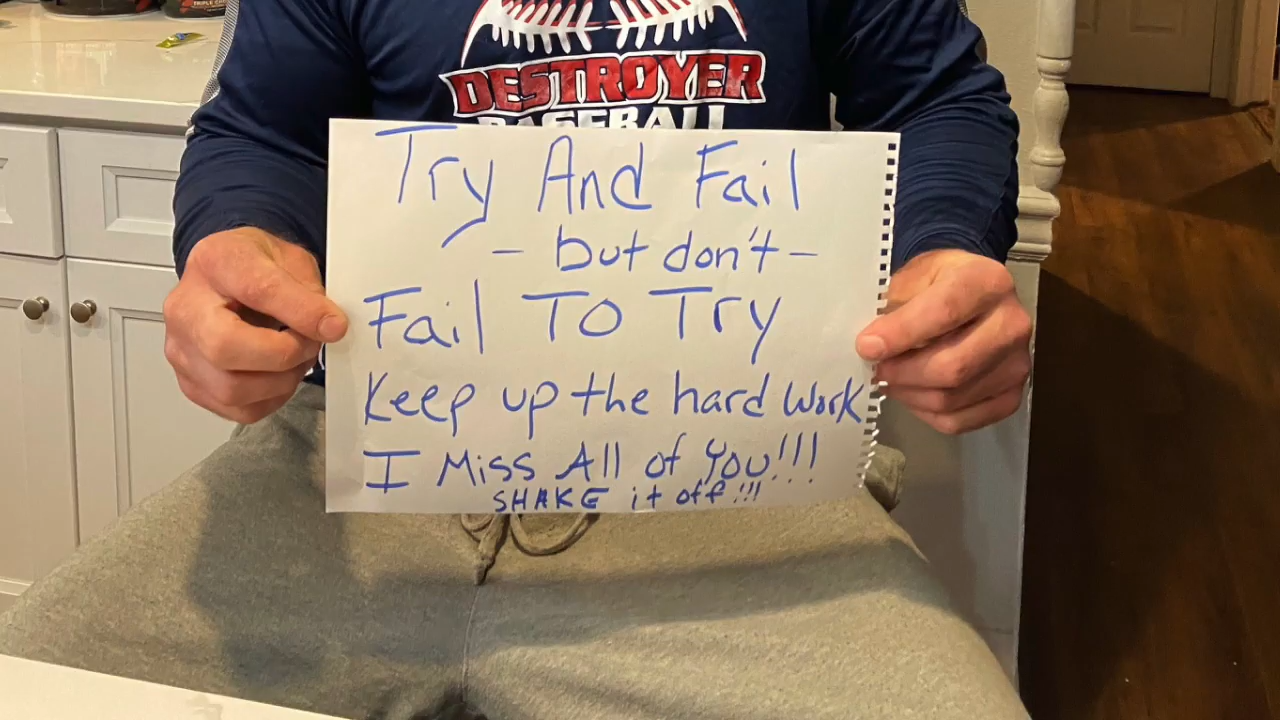 TRIPLE
DESTROYER
BASEBALL
Try And Fail
- but don't -
Fail To Try
Keep up the hard work
I Miss All of You!!!
SHAKE it off!!!